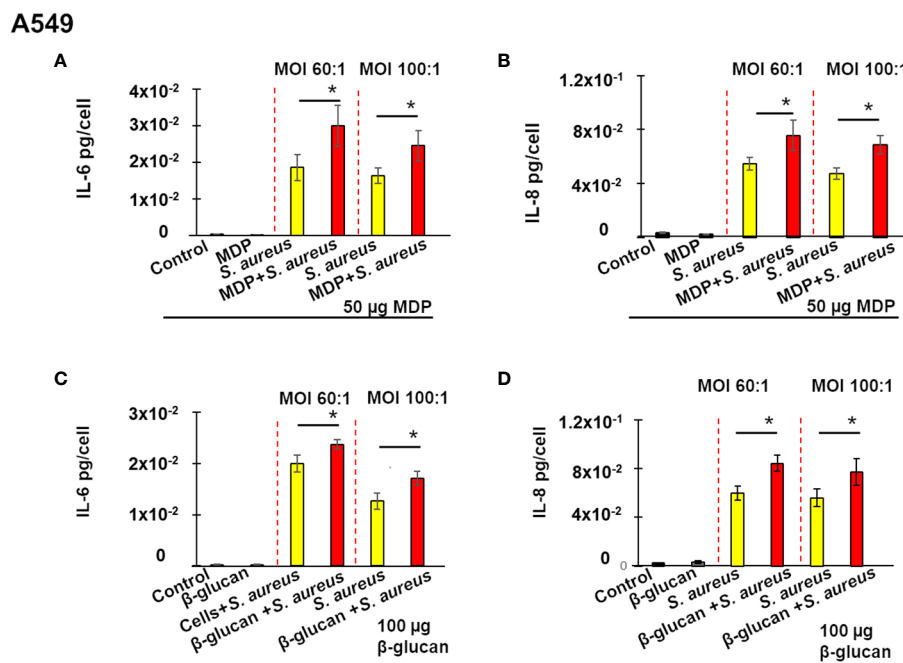 A549
A
MOI 60:1 MOI 100:1
4x10-2
3x10-2
2x10-2
1x10-2
0
IL-6 pg/cell
* *
Control
MDP
S. aureus
MDP+S. aureus
S. aureus
MDP+S. aureus
50 µg MDP
B
MOI 60:1 MOI 100:1
1.2x10-1
8x10-2
4x10-2
0
IL-8 pg/cell
* *
Control
MDP
S. aureus
MDP+S. aureus
S. aureus
MDP+S. aureus
50 µg MDP
C
MOI 60:1 MOI 100:1
3x10-2
2x10-2
1x10-2
0
IL-6 pg/cell
* *
Control
β-glucan
Cells+S. aureus
β-glucan +S. aureus
S. aureus
β-glucan +S. aureus
100 µg
β-glucan
D
MOI 60:1 MOI 100:1
1.2x10-1
8x10-2
4x10-2
0
0
IL-8 pg/cell
* *
Control
β-glucan
S. aureus
β-glucan +S. aureus
S. aureus
β-glucan +S. aureus
100 µg
β-glucan